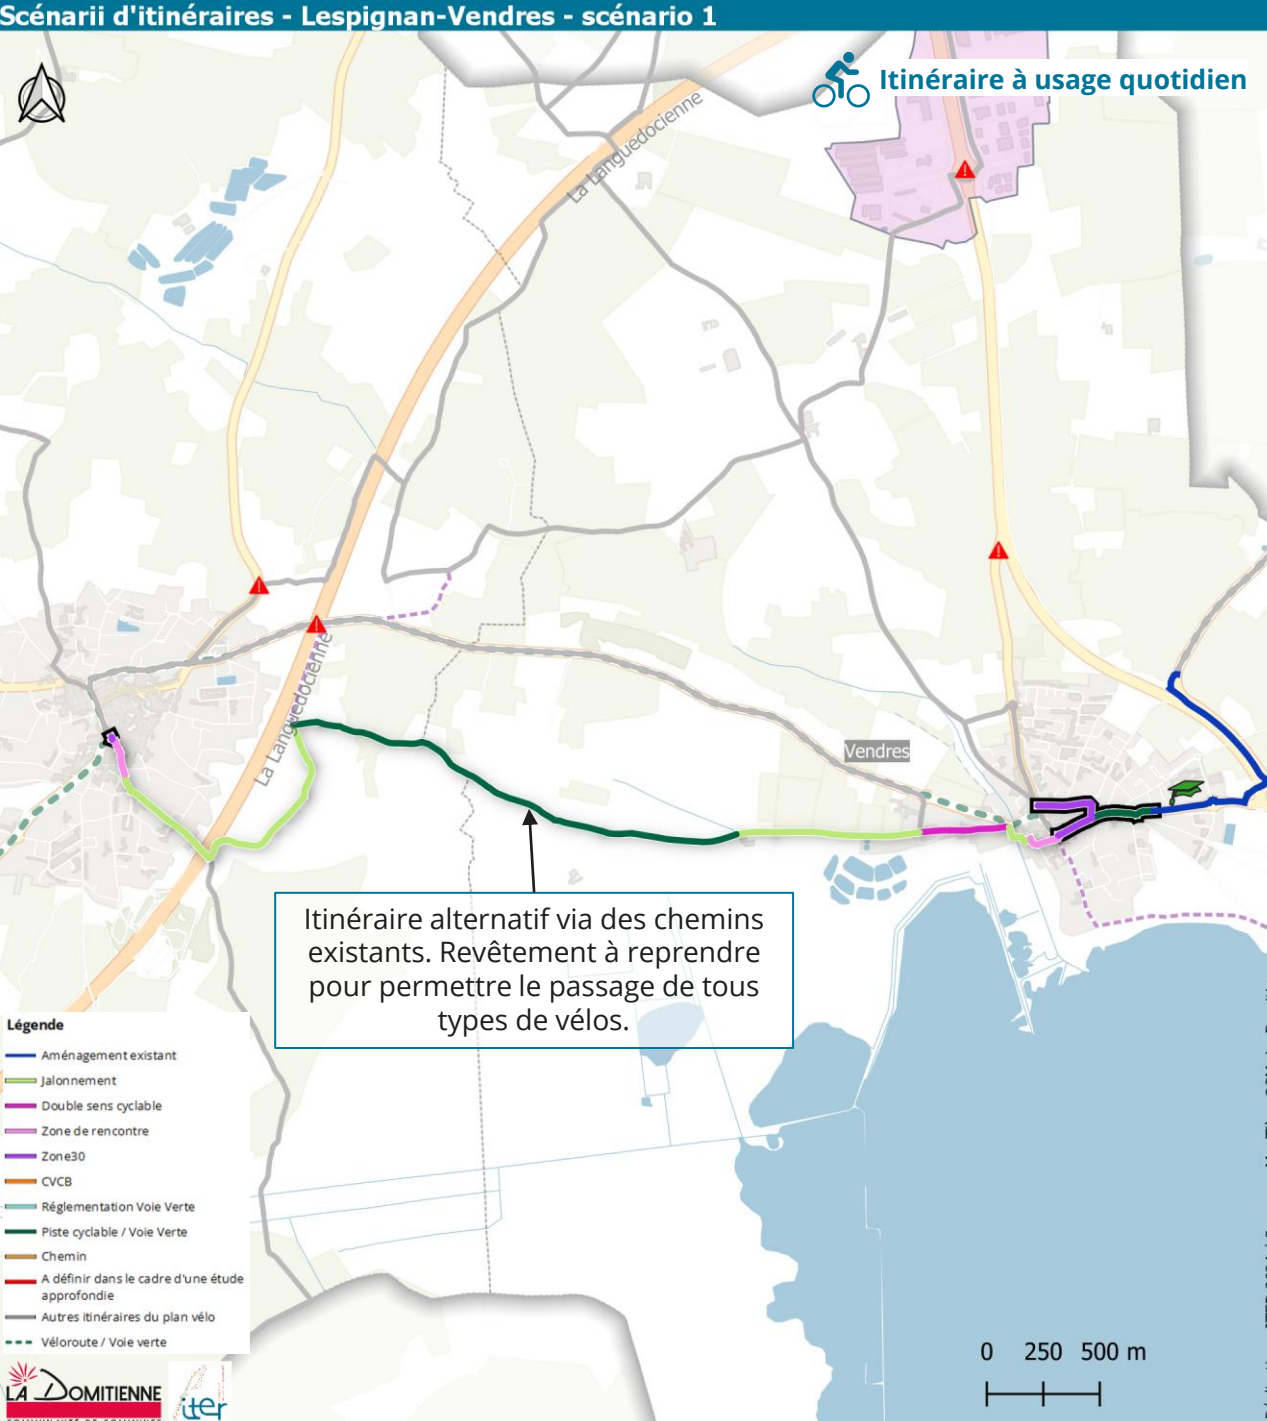 Scénarii d'itinéraires - Lespignan-Vendres - scénario 1
Itinéraire à usage quotidien
La Languedocienne
La Languedocienne
Vendres
Itinéraire alternatif via des chemins
existants. Revêtement à reprendre
pour permettre le passage de tous
types de vélos.
Légende
Aménagement existant
Jalonnement
Double sens cyclable
Zone de rencontre
Zone30
CVCB
Réglementation Voie Verte
Piste cyclable / Voie Verte
Chemin
A définir dans le cadre d'une étude
approfondie
Autres itinéraires du plan vélo
Véloroute / Voie verte
LA DOMITIENNE
iter
0 250 500 m